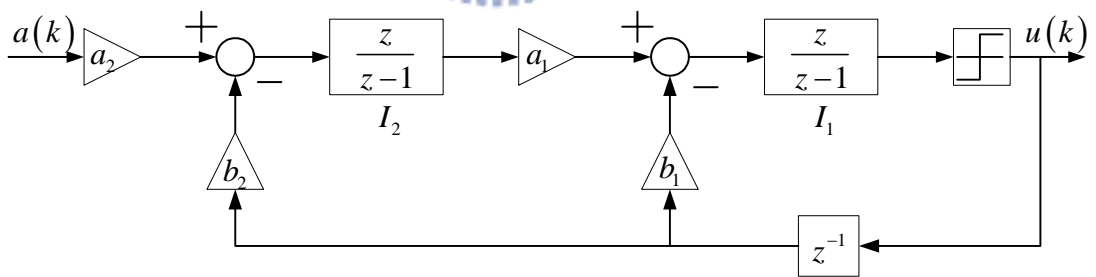 a(k) a₂ + − z/(z−1) I₂ a₁ + − z/(z−1) I₁ u(k)
b₂ b₁
z⁻¹